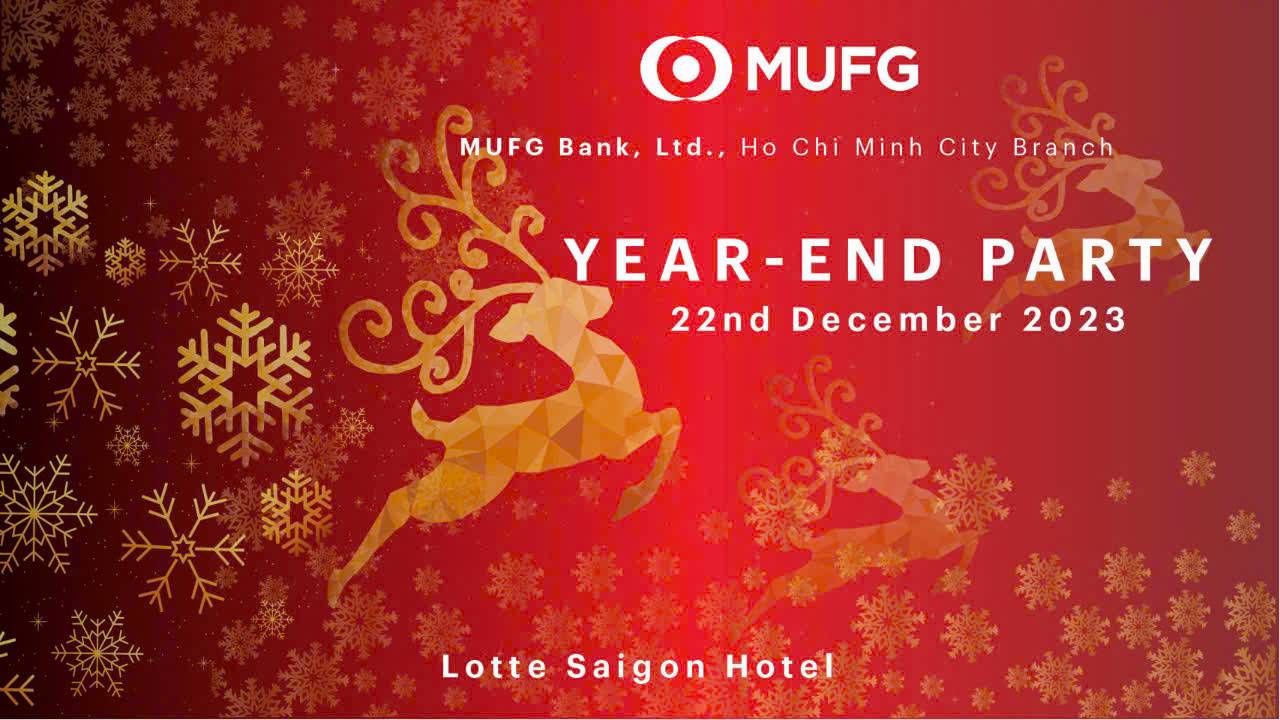 MUFG
MUFG Bank, Ltd., Ho Chi Minh City Branch
YEAR-END PARTY
22nd December 2023
Lotte Saigon Hotel